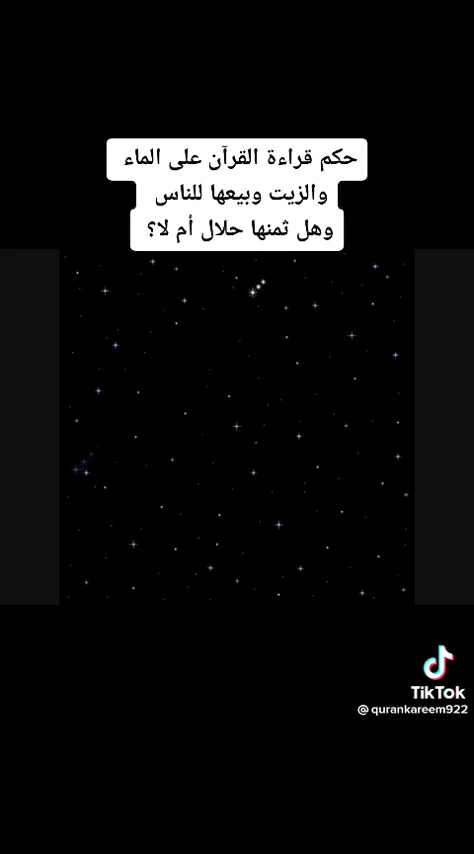 حكم قراءة القرآن على الماء
والزيت وبيعها للناس
وهل ثمنها حلال أم لا؟
TikTok
@qurankareem922